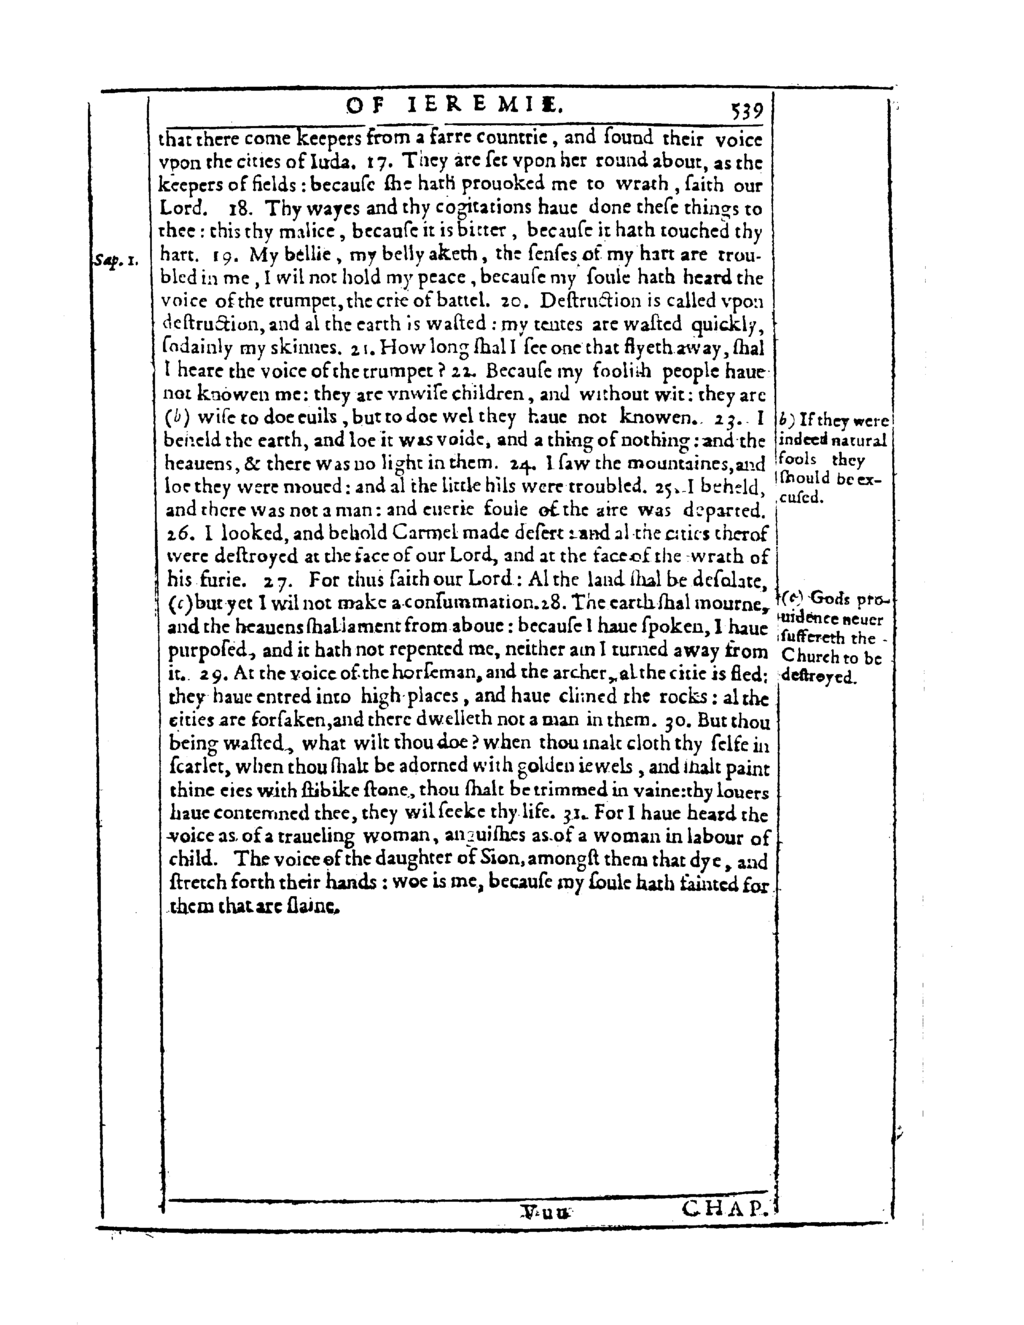 OF IEREMIE. 539
that there come keepers from a farre countrie, and ſound their voice
vpon the cities of Iuda. 17. They are ſet vpon her round about, as the
keepers of fields : becauſe ſhe hath prouoked me to wrath, ſaith our
Lord. 18. Thy wayes and thy cogitations haue done theſe things to
thee : this thy malice, becauſe it is bitter, becauſe it hath touched thy
Sap. 1.
hart. 19. My bellie, my belly aketh, the ſenſes of my hart are trou-
bled in me, I wil not hold my peace, becauſe my ſoule hath heard the
voice of the trumpet, the crie of battel. 20. Deſtruction is called vpon
deſtruction, and al the earth is waſted : my tentes are waſted quickly,
ſodainly my skinnes. 21. How long ſhal I ſee one that flyeth away, ſhal
I heare the voice of the trumpet ? 22. Becauſe my fooliſh people haue
not knowen me: they are vnwiſe children, and without wit: they are
(b) wiſe to doe euils, but to doe wel they haue not knowen. 23. I
beheld the earth, and loe it was voide, and a thing of nothing : and the
heauens, & there was no light in them. 24. I ſaw the mountaines, and
loe they were moued: and al the little hils were troubled. 25. I beheld,
and there was not a man: and euerie foule of the aire was departed.
26. I looked, and behold Carmel made deſert : and al the cities therof
were deſtroyed at the face of our Lord, and at the face of the wrath of
his furie. 27. For thus ſaith our Lord: Al the land ſhal be deſolate,
(c) but yet I wil not make a conſummation. 28. The earth ſhal mourne,
and the heauens ſhal lament from aboue : becauſe I haue ſpoken, I haue
purpoſed, and it hath not repented me, neither am I turned away from
it. 29. At the voice of the horſeman, and the archer, al the citie is fled;
they haue entred into high places, and haue climed the rocks : al the
cities are forſaken, and there dwelleth not a man in them. 30. But thou
being waſted, what wilt thou doe ? when thou ſhalt cloth thy ſelfe in
ſcarlet, when thou ſhalt be adorned with golden iewels, and ſhalt paint
thine eies with ſtibike ſtone, thou ſhalt be trimmed in vaine: thy louers
haue contemned thee, they wil ſeeke thy life. 31. For I haue heard the
voice as of a traueling woman, anguiſhes as of a woman in labour of
child. The voice of the daughter of Sion, amongſt them that dye, and
ſtretch forth their hands : woe is me, becauſe my ſoule hath fainted for
them that are ſlaine.
b) If they were
indeed natural
fools they
ſhould be ex-
cuſed.
(c) Gods pro-
uidence neuer
ſuffereth the
Church to be
deſtroyed.
Vuu CHAP.